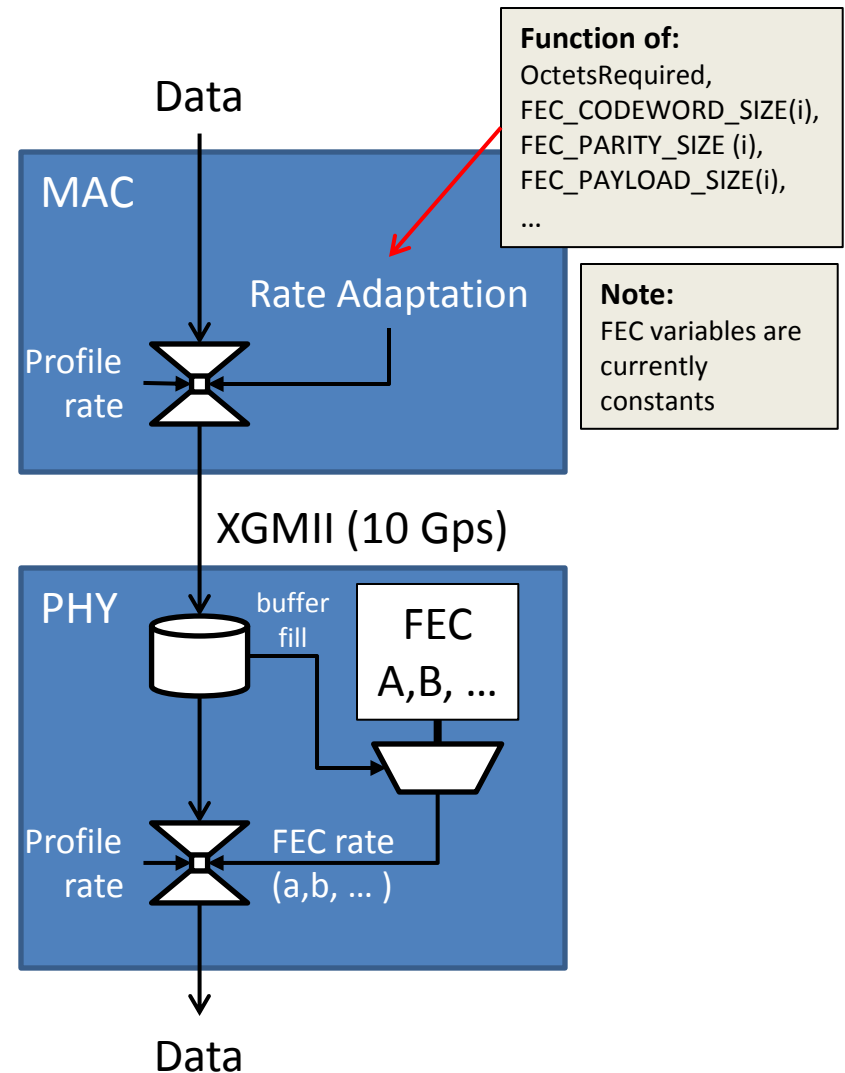 Function of:
OctetsRequired,
FEC_CODEWORD_SIZE(i),
FEC_PARITY_SIZE (i),
FEC_PAYLOAD_SIZE(i),
...
Data
MAC
Rate Adaptation
Note:
FEC variables are
currently
constants
Profile
rate
XGMII (10 Gps)
PHY
buffer
fill
FEC
A,B, ...
Profile
rate
FEC rate
(a,b, ... )
Data